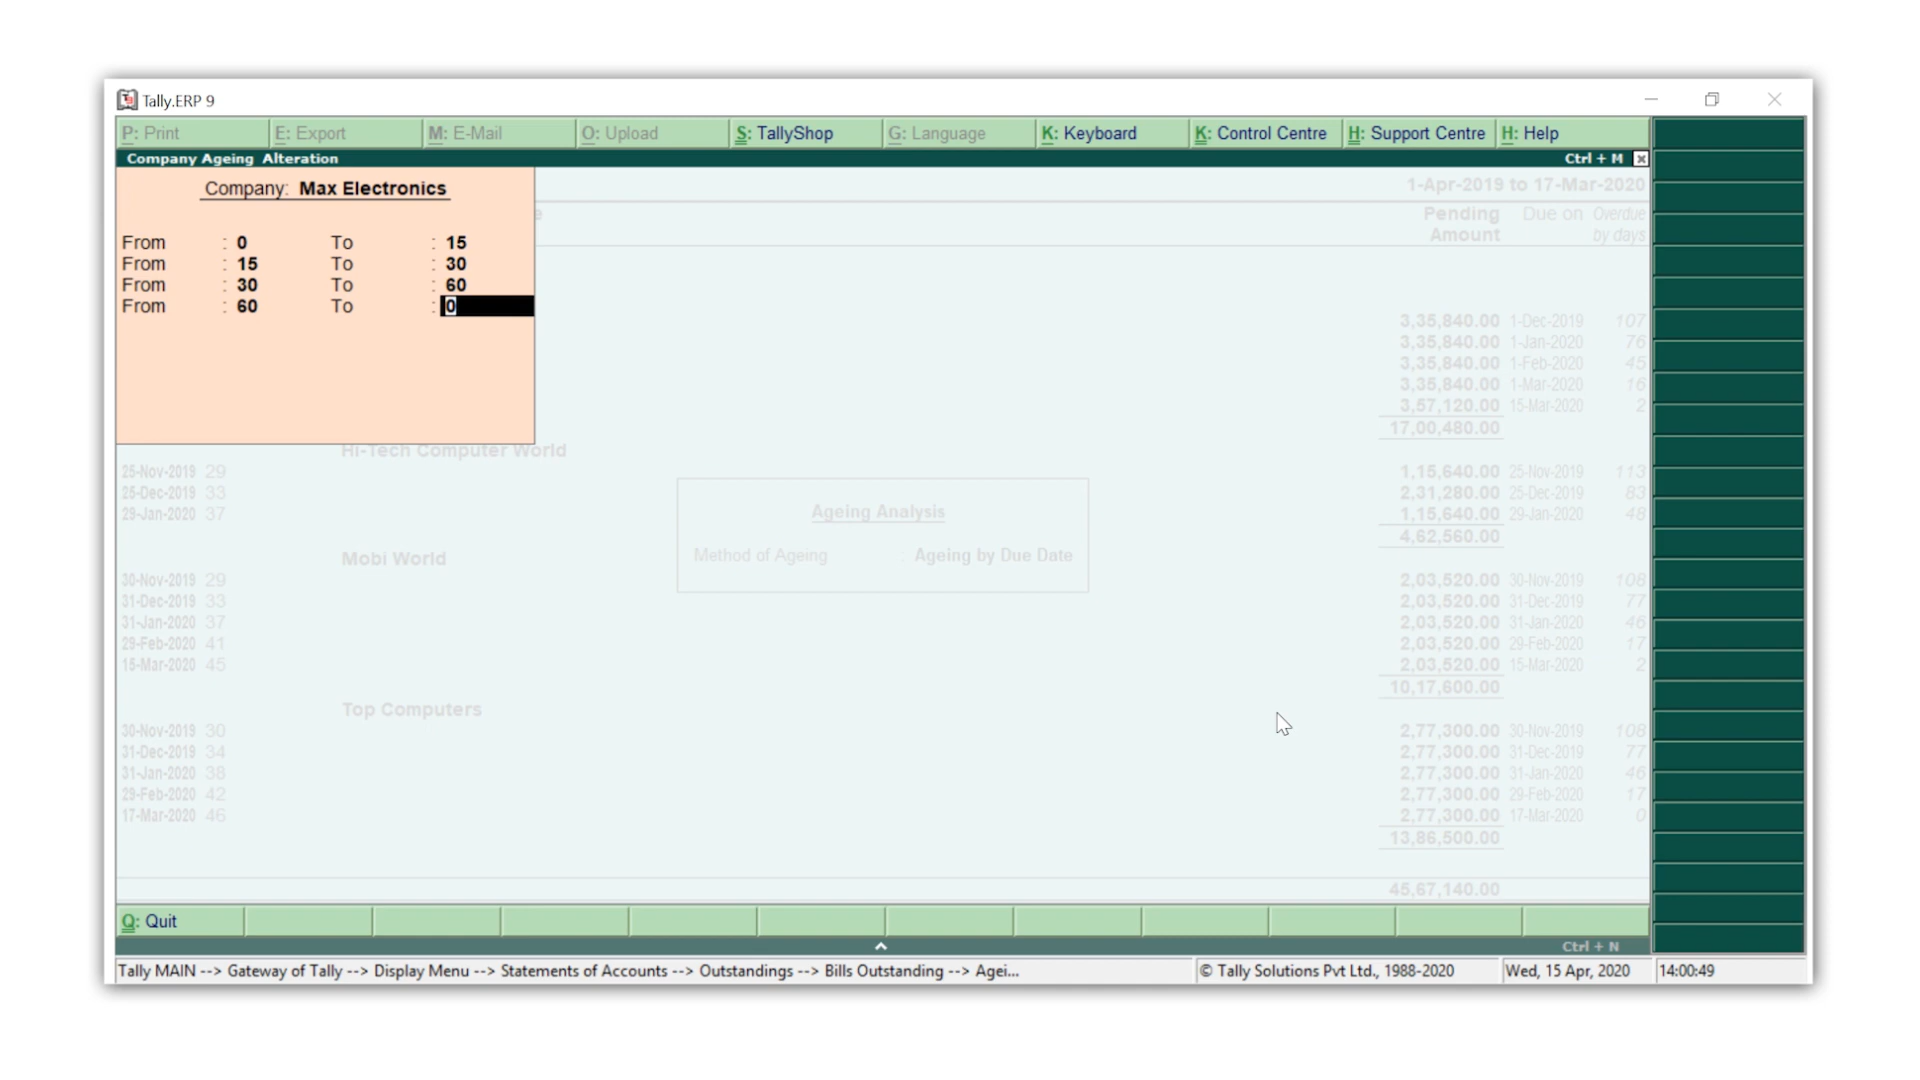 Tally.ERP 9
P: Print E: Export M: E-Mail O: Upload S: TallyShop G: Language K: Keyboard K: Control Centre H: Support Centre H: Help
Company Ageing Alteration Ctrl + M
Company: Max Electronics
1-Apr-2019 to 17-Mar-2020
Pending Due on Overdue
Amount by days
From : 0 To : 15
From : 15 To : 30
From : 30 To : 60
From : 60 To : 0
3,35,840.00 1-Dec-2019 107
3,35,840.00 1-Jan-2020 76
3,35,840.00 1-Feb-2020 45
3,35,840.00 1-Mar-2020 16
3,57,120.00 15-Mar-2020 2
17,00,480.00
Hi-Tech Computer World
25-Nov-2019 29 1,15,640.00 25-Nov-2019 113
25-Dec-2019 33 2,31,280.00 25-Dec-2019 83
29-Jan-2020 37 1,15,640.00 29-Jan-2020 48
4,62,560.00
Ageing Analysis
Method of Ageing : Ageing by Due Date
Mobi World
30-Nov-2019 29 2,03,520.00 30-Nov-2019 108
31-Dec-2019 33 2,03,520.00 31-Dec-2019 77
31-Jan-2020 37 2,03,520.00 31-Jan-2020 46
29-Feb-2020 41 2,03,520.00 29-Feb-2020 17
15-Mar-2020 45 2,03,520.00 15-Mar-2020 2
10,17,600.00
Top Computers
30-Nov-2019 30 2,77,300.00 30-Nov-2019 108
31-Dec-2019 34 2,77,300.00 31-Dec-2019 77
31-Jan-2020 38 2,77,300.00 31-Jan-2020 46
29-Feb-2020 42 2,77,300.00 29-Feb-2020 17
17-Mar-2020 46 2,77,300.00 17-Mar-2020 0
13,86,500.00
45,67,140.00
Q: Quit
Ctrl + N
Tally MAIN --> Gateway of Tally --> Display Menu --> Statements of Accounts --> Outstandings --> Bills Outstanding --> Agei... © Tally Solutions Pvt Ltd., 1988-2020 Wed, 15 Apr, 2020 14:00:49